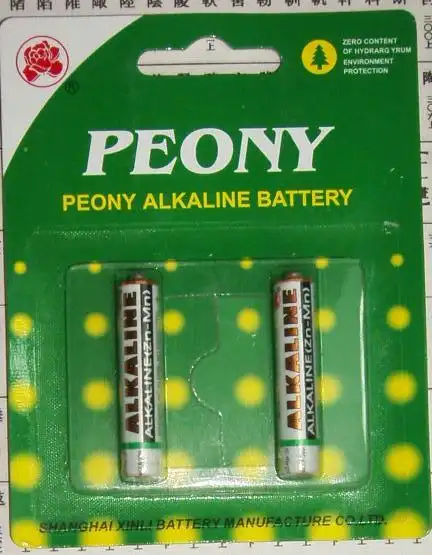 ®
ZERO CONTENT
OF HYDRARG YRUM
ENVIRONMENT
PROTECTION
PEONY
PEONY ALKALINE BATTERY
ALKALINE
ALKALINE(Zn-Mn)
ALKALINE
ALKALINE(Zn-Mn)
SHANGHAI XINLI BATTERY MANUFACTURE CO.LTD.